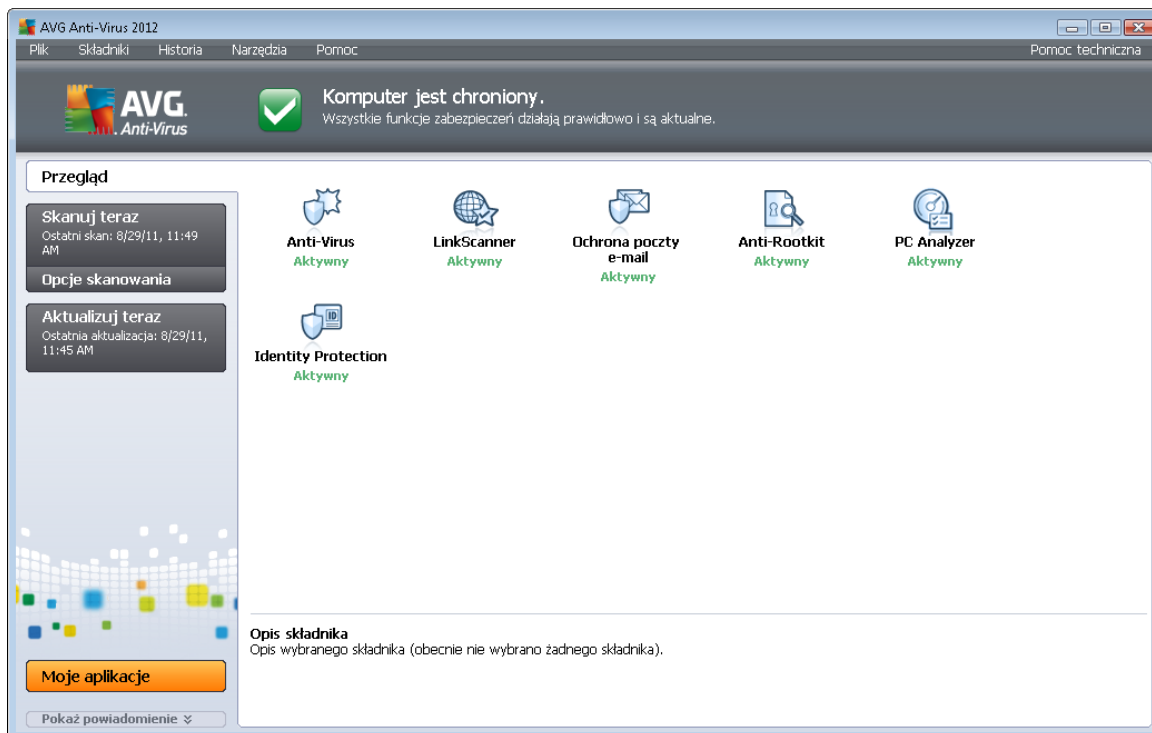 AVG Anti-Virus 2012
Plik Składniki Historia Narzędzia Pomoc Pomoc techniczna
AVG.
Anti-Virus
Komputer jest chroniony.
Wszystkie funkcje zabezpieczeń działają prawidłowo i są aktualne.
Przegląd
Skanuj teraz
Ostatni skan: 8/29/11, 11:49
AM
Opcje skanowania
Aktualizuj teraz
Ostatnia aktualizacja: 8/29/11,
11:45 AM
Anti-Virus
Aktywny
LinkScanner
Aktywny
Ochrona poczty
e-mail
Aktywny
Anti-Rootkit
Aktywny
PC Analyzer
Aktywny
ID
Identity Protection
Aktywny
Opis składnika
Opis wybranego składnika (obecnie nie wybrano żadnego składnika).
Moje aplikacje
Pokaż powiadomienie